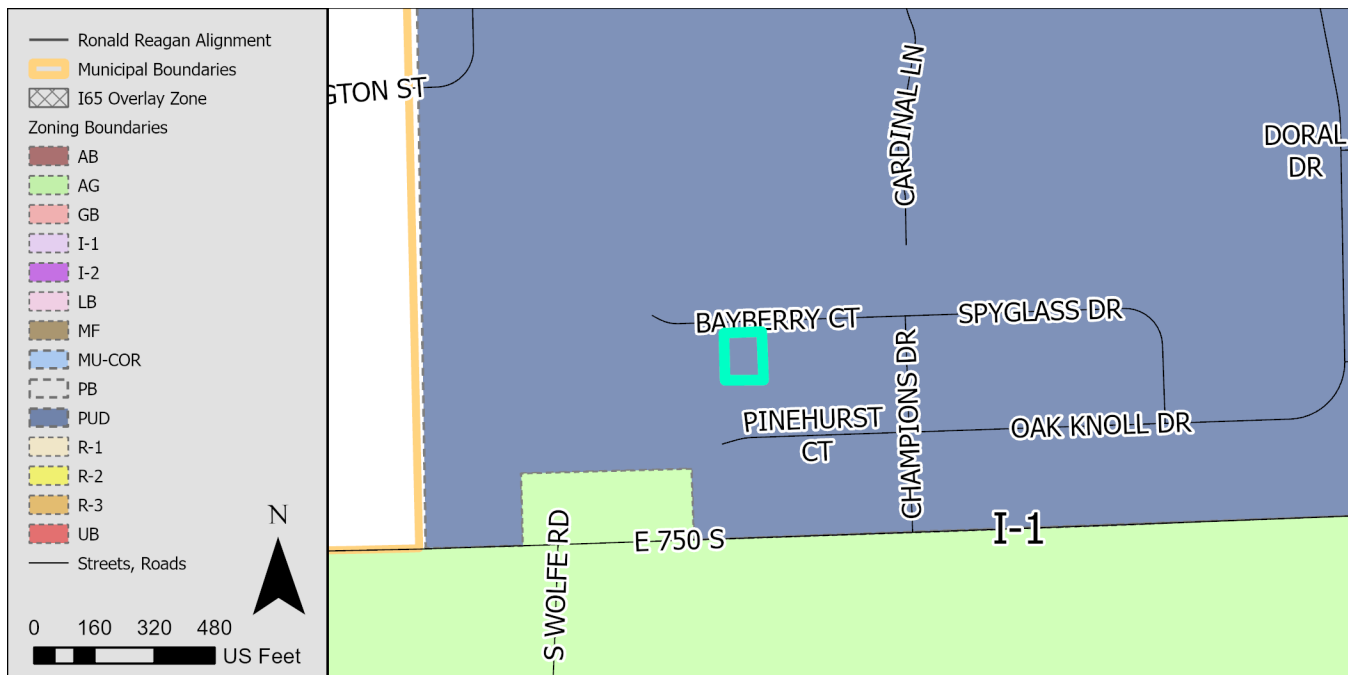 Ronald Reagan Alignment
Municipal Boundaries
I65 Overlay Zone
Zoning Boundaries
AB
AG
GB
I-1
I-2
LB
MF
MU-COR
PB
PUD
R-1
R-2
R-3
UB
Streets, Roads
N
0 160 320 480
US Feet
GTON ST
CARDINAL LN
DORAL
DR
BAYBERRY CT
SPYGLASS DR
CHAMPIONS DR
PINEHURST
CT
OAK KNOLL DR
I-1
E 750 S
S WOLFE RD